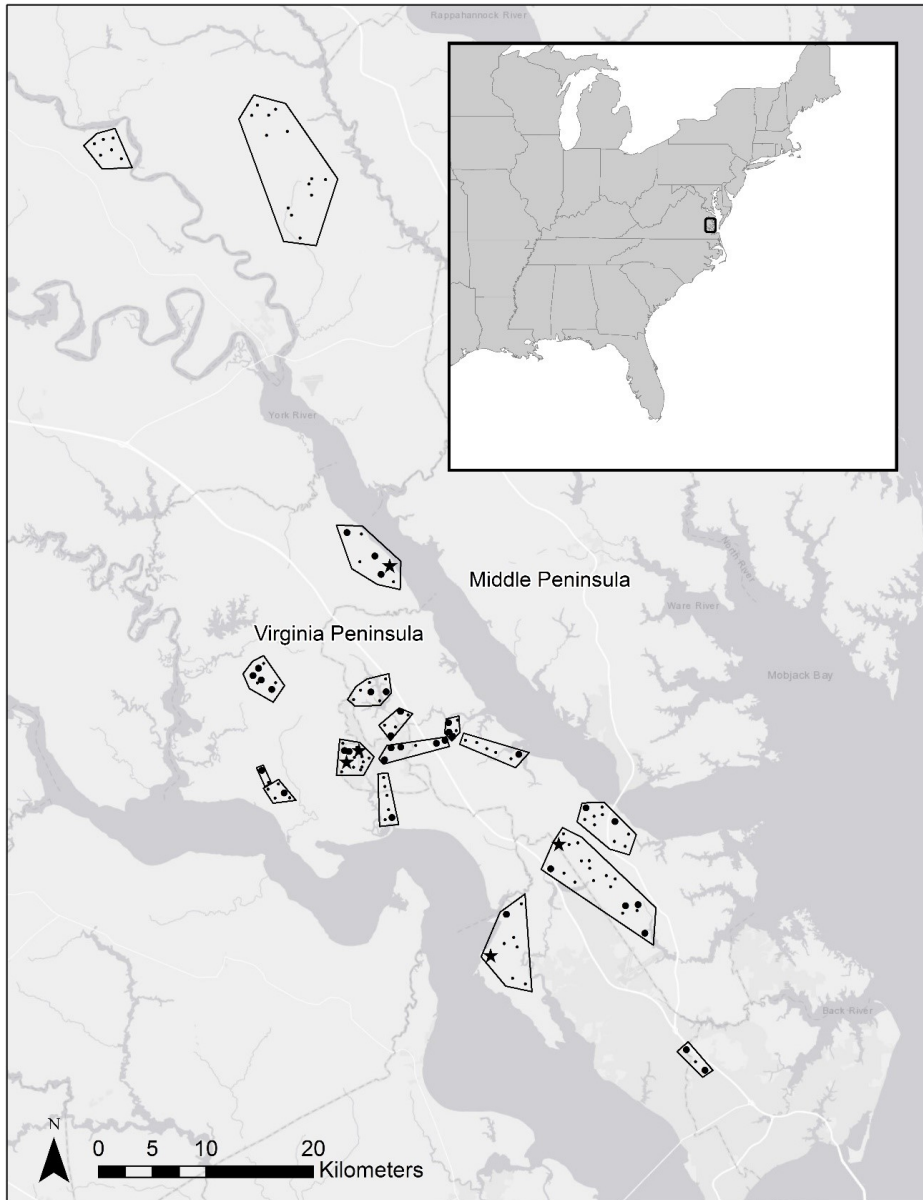 Rappahannock River
York River
Middle Peninsula
North River
Ware River
Virginia Peninsula
Mobjack Bay
Back River
N
0 5 10 20
Kilometers